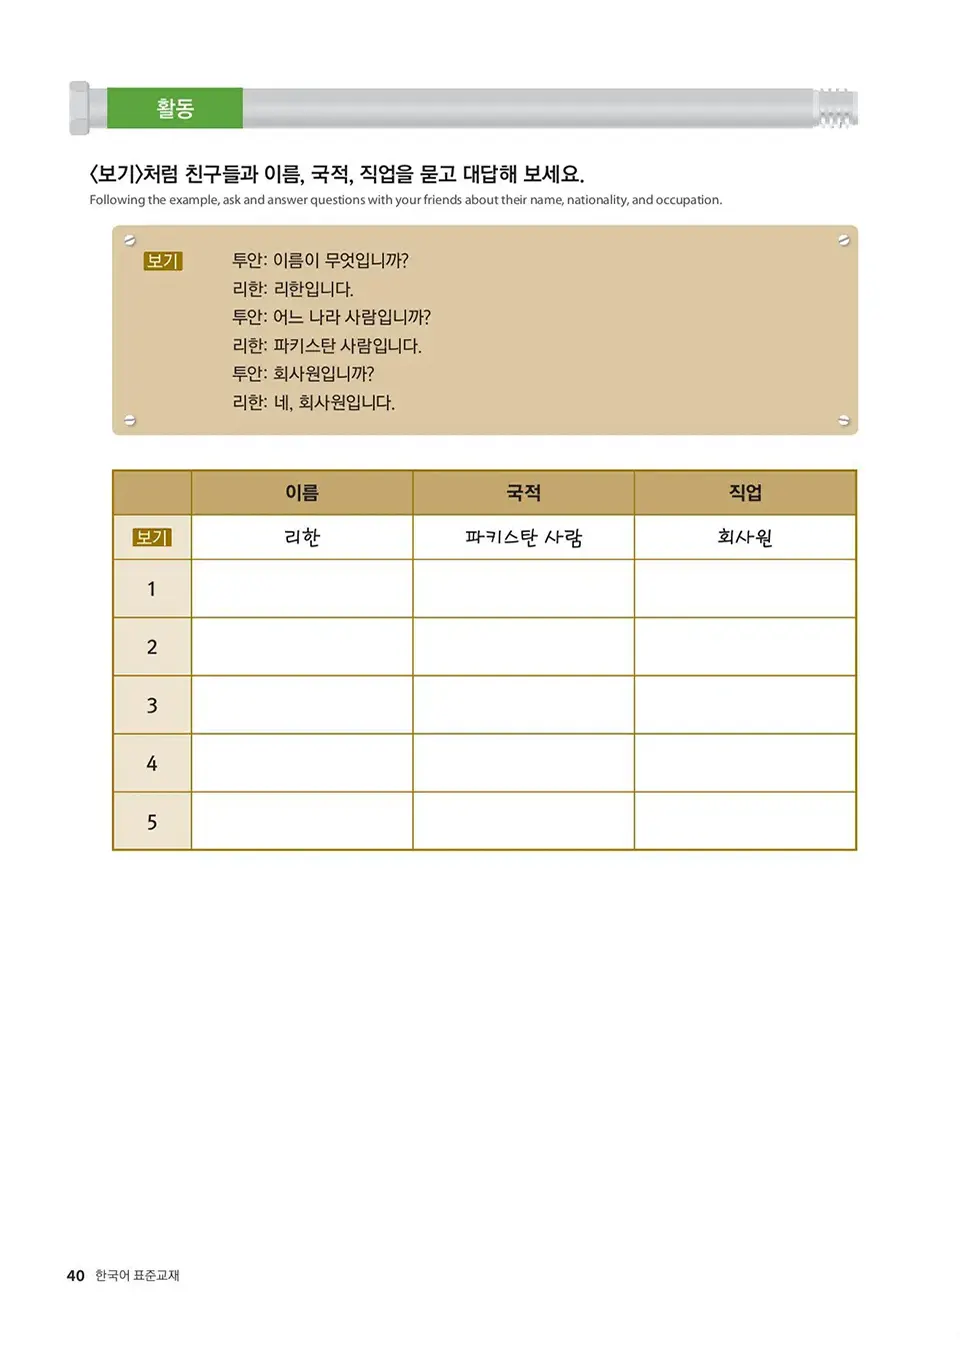 활동
〈보기〉처럼 친구들과 이름, 국적, 직업을 묻고 대답해 보세요.
Following the example, ask and answer questions with your friends about their name, nationality, and occupation.
보기
투안: 이름이 무엇입니까?
리한: 리한입니다.
투안: 어느 나라 사람입니까?
리한: 파키스탄 사람입니다.
투안: 회사원입니까?
리한: 네, 회사원입니다.
이름 국적 직업
보기 리한 파키스탄 사람 회사원
1
2
3
4
5
40 한국어 표준교재